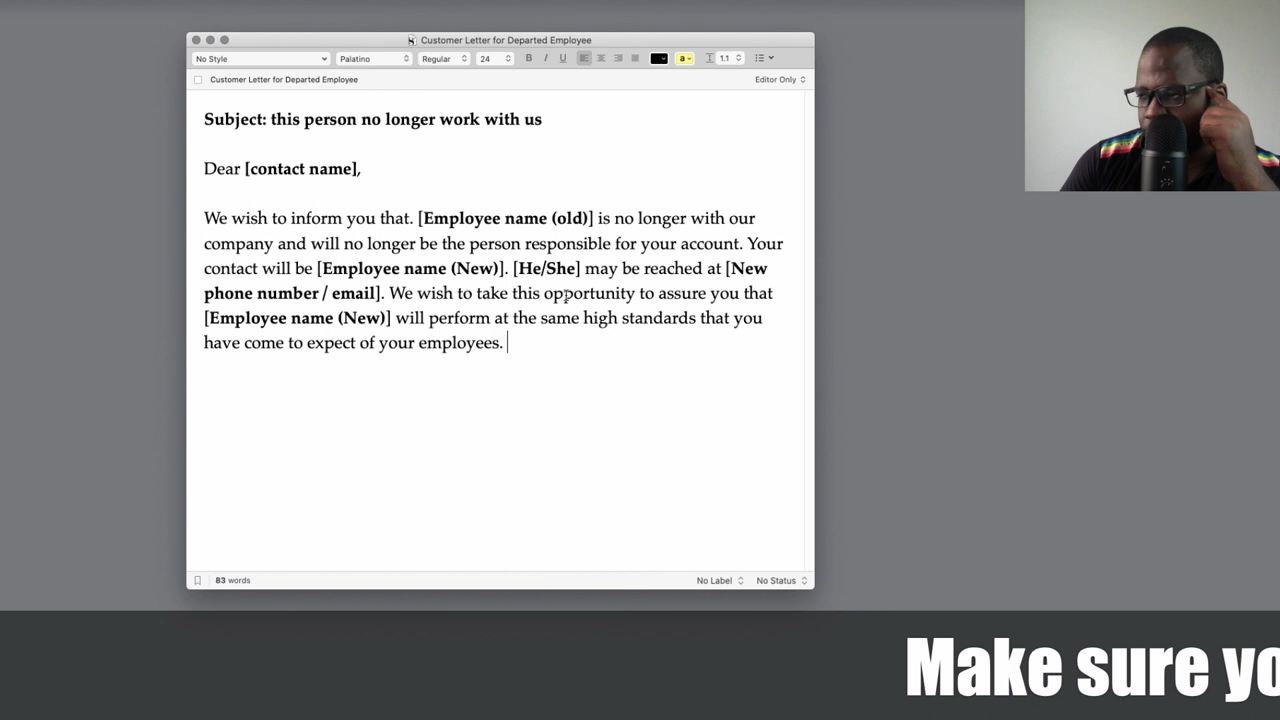 Customer Letter for Departed Employee
No Style Palatino Regular 24 B I U a 1.1
Customer Letter for Departed Employee Editor Only
Subject: this person no longer work with us
Dear [contact name],
We wish to inform you that. [Employee name (old)] is no longer with our
company and will no longer be the person responsible for your account. Your
contact will be [Employee name (New)]. [He/She] may be reached at [New
phone number / email]. We wish to take this opportunity to assure you that
[Employee name (New)] will perform at the same high standards that you
have come to expect of your employees.
83 words No Label No Status
Make sure yo